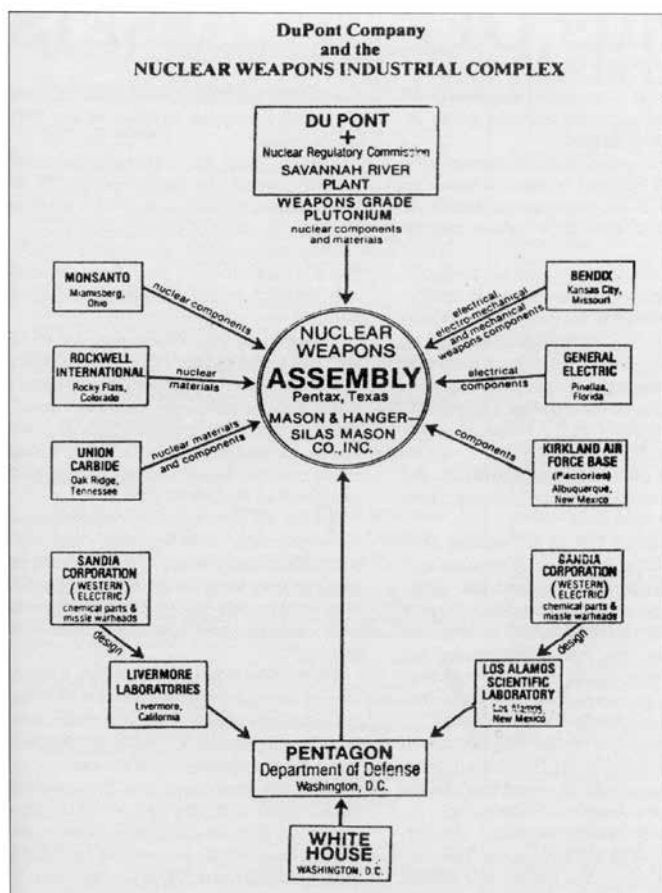 DuPont Company
and the
NUCLEAR WEAPONS INDUSTRIAL COMPLEX
DU PONT
+
Nuclear Regulatory Commission
SAVANNAH RIVER
PLANT
WEAPONS GRADE
PLUTONIUM
nuclear components
and materials
MONSANTO
Miamisberg,
Ohio
nuclear components
BENDIX
Kansas City,
Missouri
electrical,
electro-mechanical
and mechanical
weapons components
ROCKWELL
INTERNATIONAL
Rocky Flats,
Colorado
nuclear
materials
NUCLEAR
WEAPONS
ASSEMBLY
Pentax, Texas
MASON & HANGER—
SILAS MASON
CO., INC.
GENERAL
ELECTRIC
Pinellas,
Florida
electrical
components
UNION
CARBIDE
Oak Ridge,
Tennessee
nuclear materials
and components
KIRKLAND AIR
FORCE BASE
(Factories)
Albuquerque,
New Mexico
components
SANDIA
CORPORATION
(WESTERN
ELECTRIC)
chemical parts &
missle warheads
design
SANDIA
CORPORATION
(WESTERN
ELECTRIC)
chemical parts &
missle warheads
design
LIVERMORE
LABORATORIES
Livermore,
California
LOS ALAMOS
SCIENTIFIC
LABORATORY
Los Alamos,
New Mexico
PENTAGON
Department of Defense
Washington, D.C.
WHITE
HOUSE
WASHINGTON, D.C.